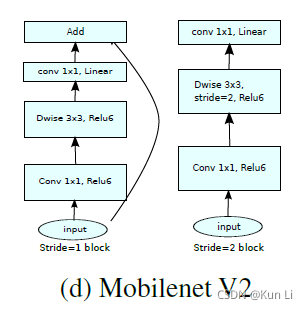 Add
conv 1x1, Linear
Dwise 3x3, Relu6
Conv 1x1, Relu6
input
Stride=1 block
conv 1x1, Linear
Dwise 3x3,
stride=2, Relu6
Conv 1x1, Relu6
input
Stride=2 block
(d) Mobilenet V2
CSDN @Kun Li